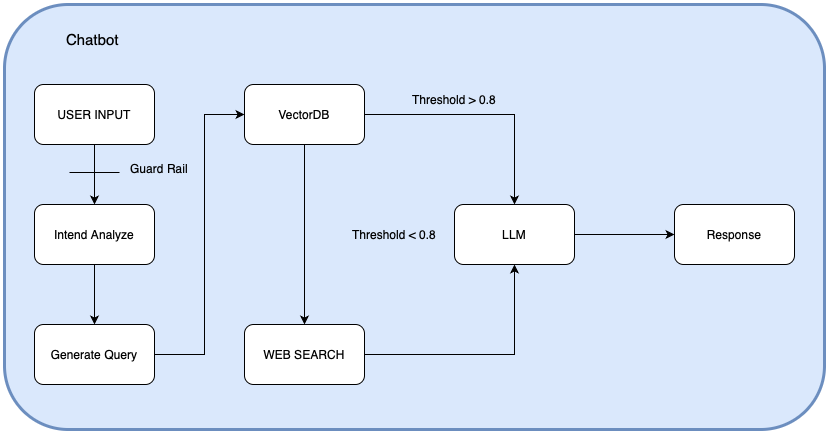 Chatbot
USER INPUT
VectorDB
Threshold > 0.8
Guard Rail
Intend Analyze
Threshold < 0.8
LLM
Response
Generate Query
WEB SEARCH